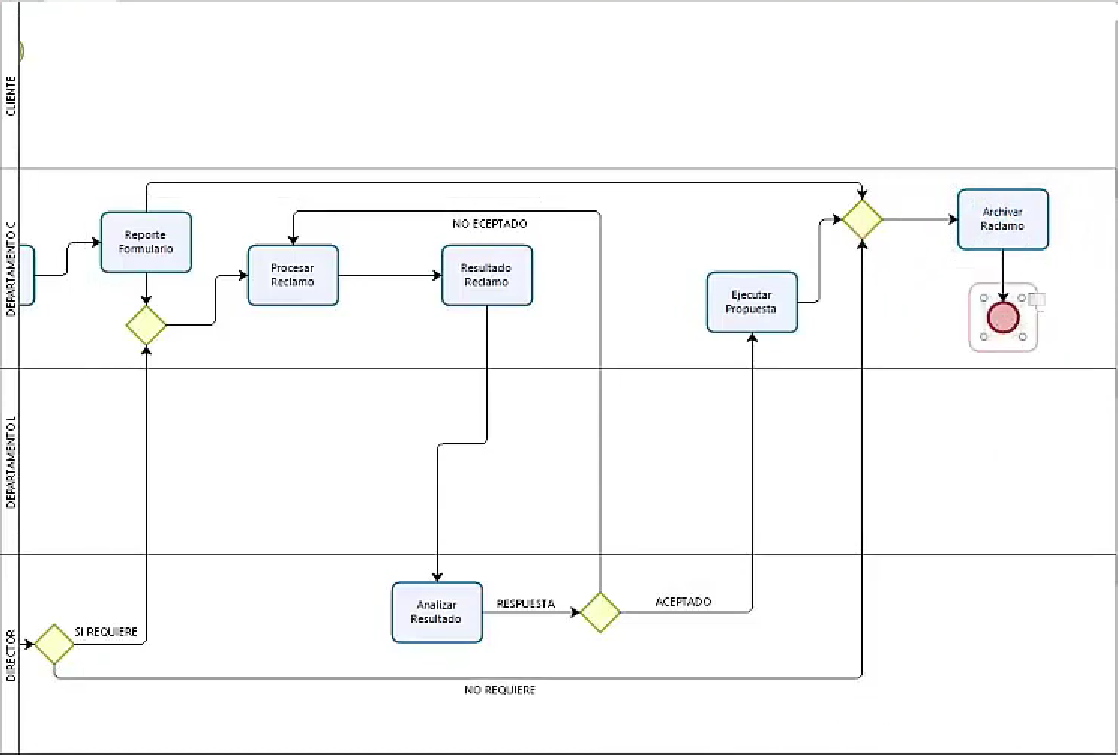 CLIENTE
DEPARTAMENTO C
Reporte
Formulario
NO ECEPTADO
Procesar
Reclamo
Resultado
Reclamo
Ejecutar
Propuesta
Archivar
Raclamo
DEPARTAMENTO L
DIRECTOR
SI REQUIERE
Analizar
Resultado
RESPUESTA
ACEPTADO
NO REQUIERE